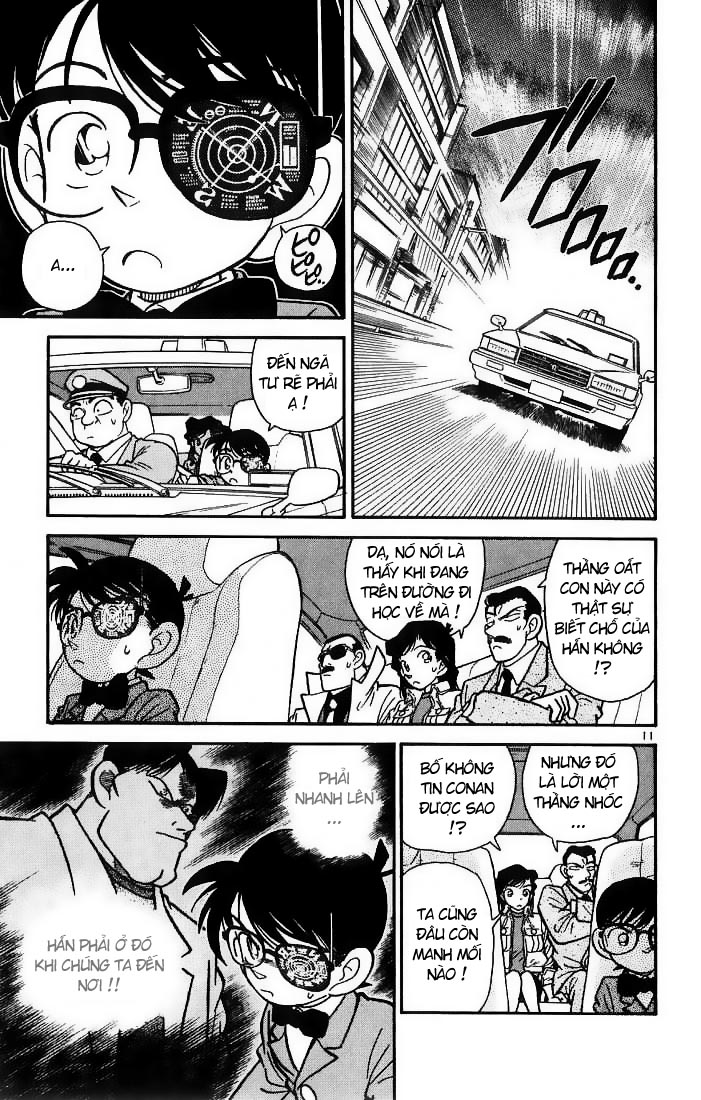 ブロロロ..
ピピピ..
A...
ĐẾN NGÃ
TƯ RẼ PHẢI
Ạ !
THẰNG OẮT
CON NÀY CÓ
THẬT SỰ
BIẾT CHỖ CỦA
HẮN KHÔNG
!?
DẠ, NÓ NÓI LÀ
THẤY KHI ĐANG
TRÊN ĐƯỜNG ĐI
HỌC VỀ MÀ !
11
NHƯNG ĐÓ
LÀ LỜI MỘT
THẰNG NHÓC
...
BỐ KHÔNG
TIN CONAN
ĐƯỢC SAO
!?
TA CŨNG
ĐÂU CÒN
MANH MỐI
NÀO !
PHẢI
NHANH LÊN
...
HẮN PHẢI Ở ĐÓ
KHI CHÚNG TA ĐẾN
NƠI !!